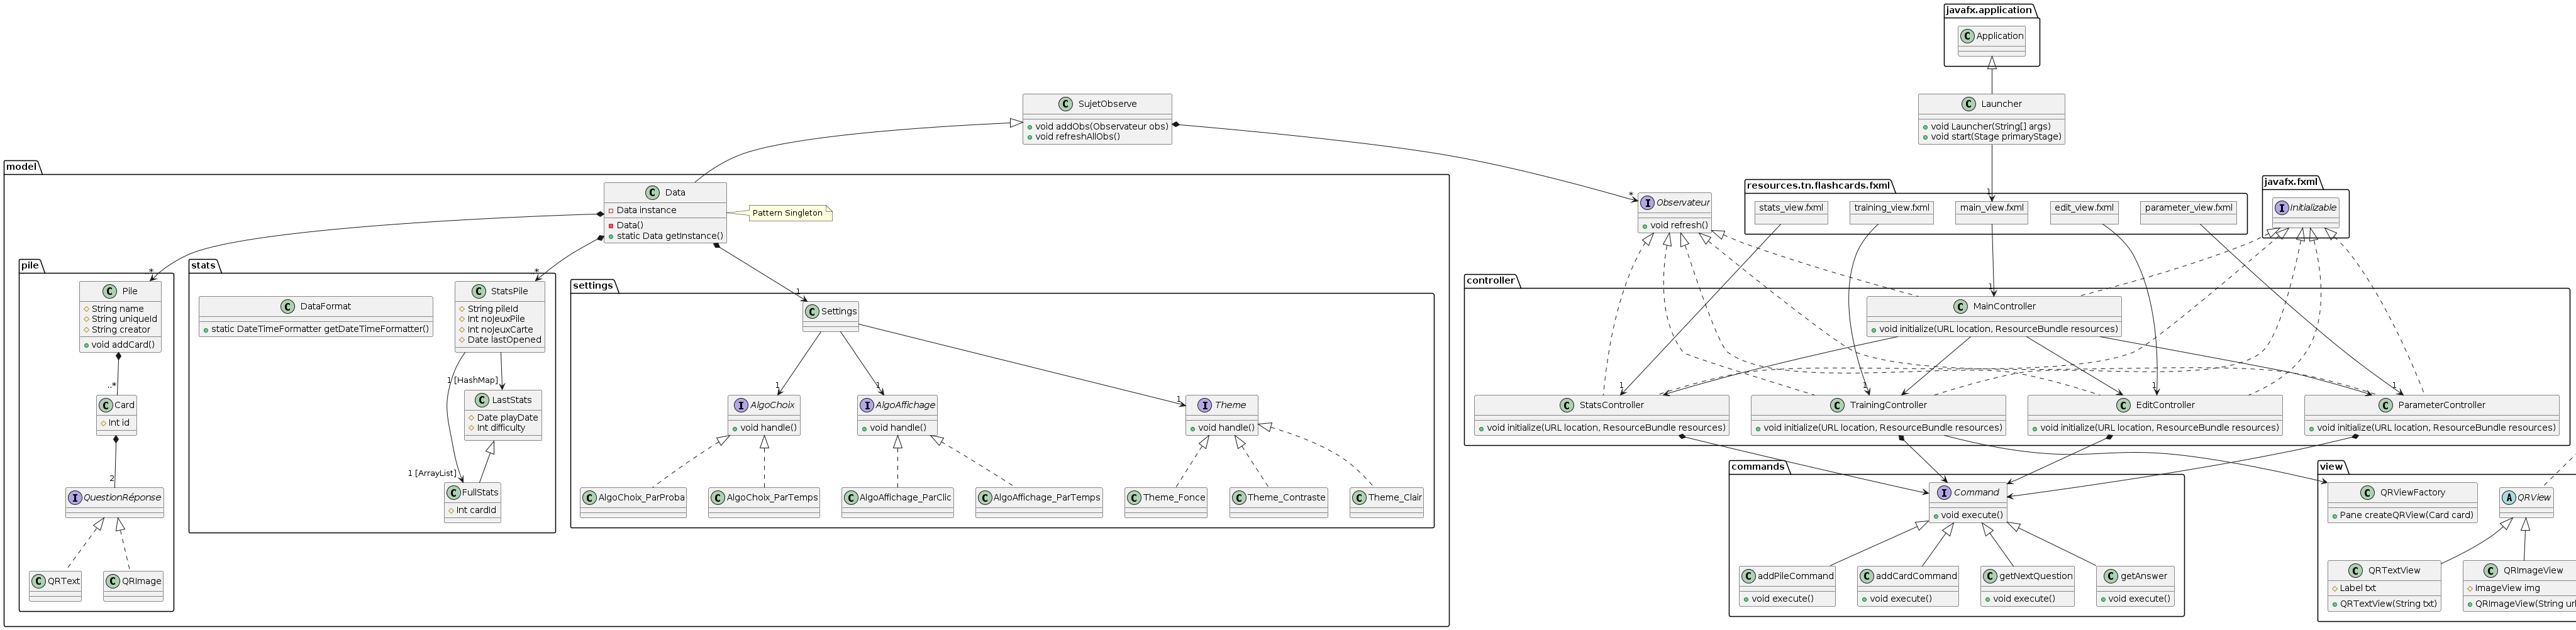 javafx.application
C Application
C SujetObserve
void addObs(Observateur obs)
void refreshAllObs()
C Launcher
void Launcher(String[] args)
void start(Stage primaryStage)
model
C Data
Data instance
Data()
static Data getInstance()
Pattern Singleton
*
I Observateur
void refresh()
resources.tn.flashcards.fxml
stats_view.fxml
training_view.fxml
1
main_view.fxml
edit_view.fxml
parameter_view.fxml
javafx.fxml
I Initializable
pile
..*
C Pile
String name
String uniqueId
String creator
void addCard()
..*
C Card
Int id
2
I QuestionRéponse
C QRText
C QRImage
stats
C DataFormat
static DateTimeFormatter getDateTimeFormatter()
..*
C StatsPile
String pileId
Int noJeuxPile
Int noJeuxCarte
Date lastOpened
1 [HashMap]
C LastStats
Date playDate
Int difficulty
1 [ArrayList]
C FullStats
Int cardId
settings
1
C Settings
1
I AlgoChoix
void handle()
1
I AlgoAffichage
void handle()
1
I Theme
void handle()
C AlgoChoix_ParProba
C AlgoChoix_ParTemps
C AlgoAffichage_ParClic
C AlgoAffichage_ParTemps
C Theme_Fonce
C Theme_Contraste
C Theme_Clair
controller
1
C MainController
void initialize(URL location, ResourceBundle resources)
1
C StatsController
void initialize(URL location, ResourceBundle resources)
1
C TrainingController
void initialize(URL location, ResourceBundle resources)
1
C EditController
void initialize(URL location, ResourceBundle resources)
1
C ParameterController
void initialize(URL location, ResourceBundle resources)
commands
I Command
void execute()
C addPileCommand
void execute()
C addCardCommand
void execute()
C getNextQuestion
void execute()
C getAnswer
void execute()
view
C QRViewFactory
Pane createQRView(Card card)
A QRView
C QRTextView
Label txt
QRTextView(String txt)
C QRImageView
ImageView img
QRImageView(String